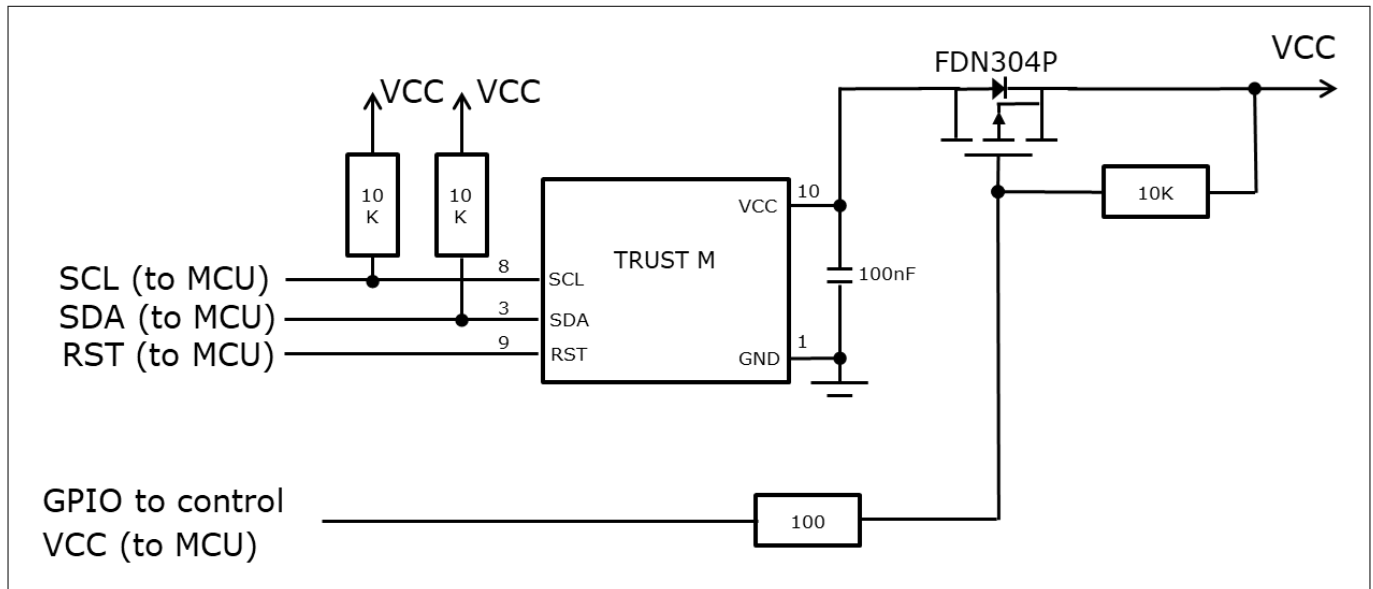 VCC
FDN304P
VCC VCC
10
K
10
K
10K
VCC
10
TRUST M
100nF
SCL (to MCU)
8
SCL
SDA (to MCU)
3
SDA
RST (to MCU)
9
RST
1
GND
GPIO to control
VCC (to MCU)
100